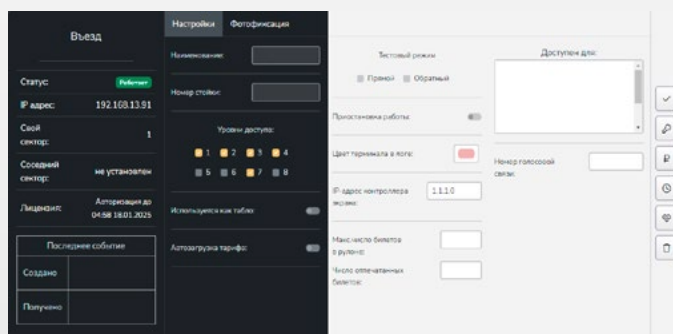 Въезд
Статус: Работает
IP адрес: 192.168.13.91
Свой
сектор: 1
Соседний
сектор: не установлен
Лицензия: Авторизация до
04:58 18.01.2025
Последнее событие
Создано
Получено
Настройки Фотофиксация
Наименование:
Номер стойки:
Уровни доступа:
1 2 3 4
5 6 7 8
Используется как табло:
Автозагрузка тарифа:
Тестовый режим
Прямой Обратный
Приостановка работы:
Цвет терминала в логе:
IP-адрес контроллера
экрана: 1.1.1.0
Макс.число билетов
в рулоне:
Число отпечатанных
билетов:
Доступен для:
Номер голосовой
связи: